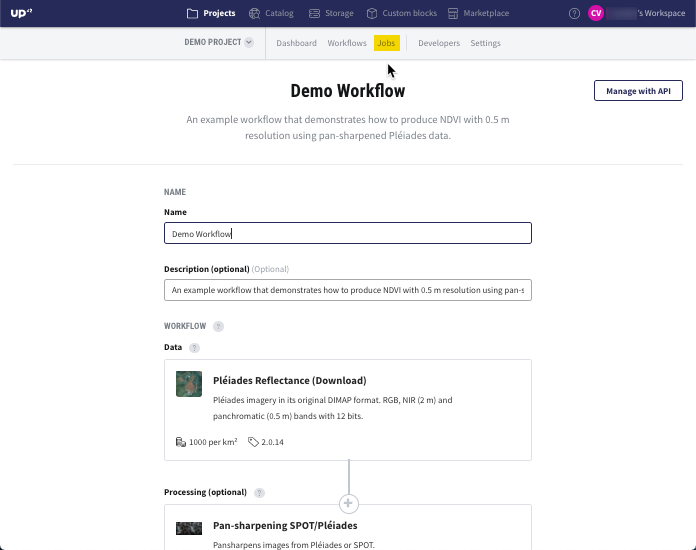 up42 Projects Catalog Storage Custom blocks Marketplace ? CV 's Workspace
DEMO PROJECT Dashboard Workflows Jobs Developers Settings
Demo Workflow
Manage with API
An example workflow that demonstrates how to produce NDVI with 0.5 m
resolution using pan-sharpened Pléiades data.
NAME
Name
Demo Workflow
Description (optional) (Optional)
An example workflow that demonstrates how to produce NDVI with 0.5 m resolution using pan-s
WORKFLOW ?
Data ?
Pléiades Reflectance (Download)
Pléiades imagery in its original DIMAP format. RGB, NIR (2 m) and
panchromatic (0.5 m) bands with 12 bits.
1000 per km² 2.0.14
Processing (optional) ?
Pan-sharpening SPOT/Pléiades
Pansharpens images from Pléiades or SPOT.